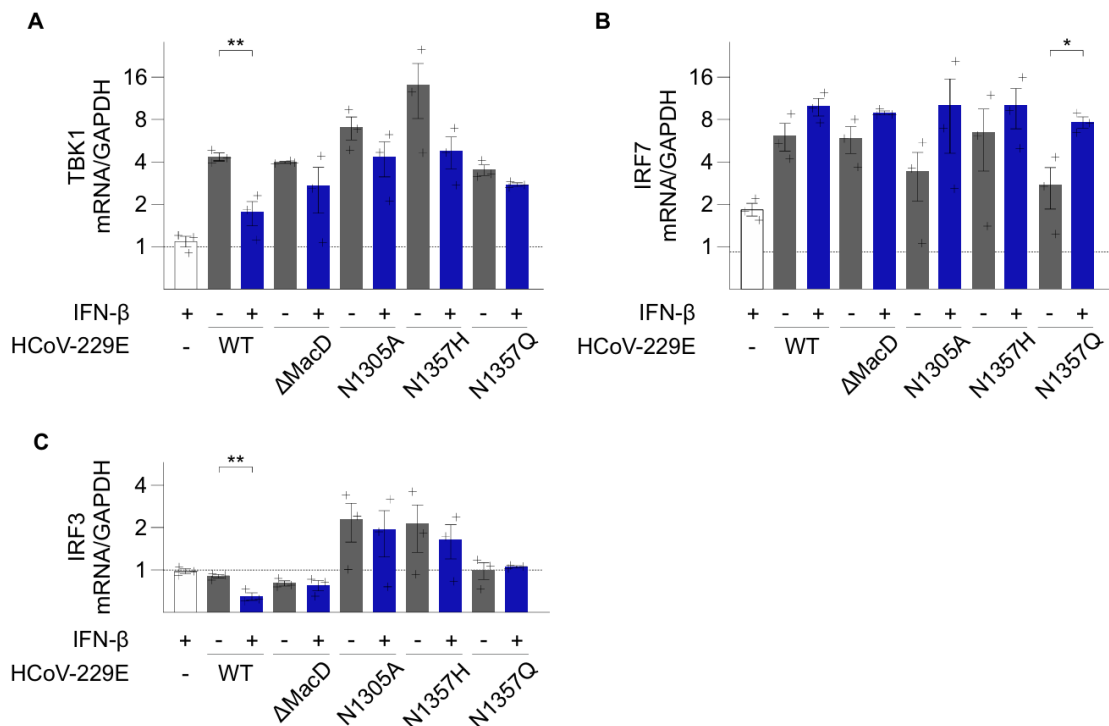 A
**
TBK1
mRNA/GAPDH
16
8
4
2
1
IFN-β + - + - + - + - + - +
HCoV-229E - WT ΔMacD N1305A N1357H N1357Q
B
*
IRF7
mRNA/GAPDH
16
8
4
2
1
IFN-β + - + - + - + - + - +
HCoV-229E - WT ΔMacD N1305A N1357H N1357Q
C
**
IRF3
mRNA/GAPDH
4
2
1
IFN-β + - + - + - + - + - +
HCoV-229E - WT ΔMacD N1305A N1357H N1357Q